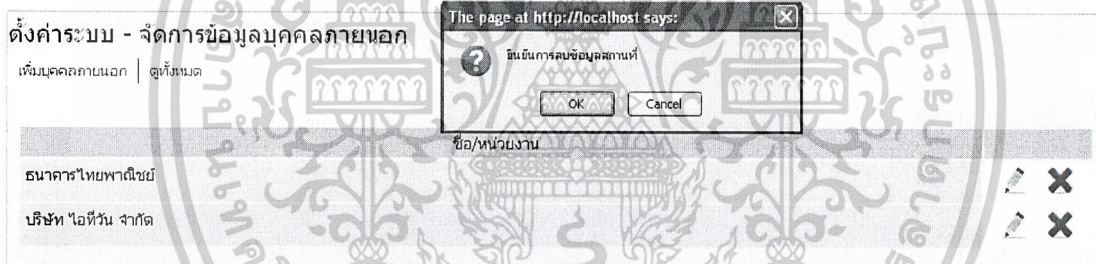 The page at http://localhost says:
ตั้งค่าระบบ - จัดการข้อมูลบุคคลภายนอก
ยืนยันการลบข้อมูลสถานที่
เพิ่มบุคคลภายนอก | ดูทั้งหมด
OK Cancel
ชื่อ/หน่วยงาน
ธนาคารไทยพาณิชย์
บริษัท ไอทีวัน จำกัด